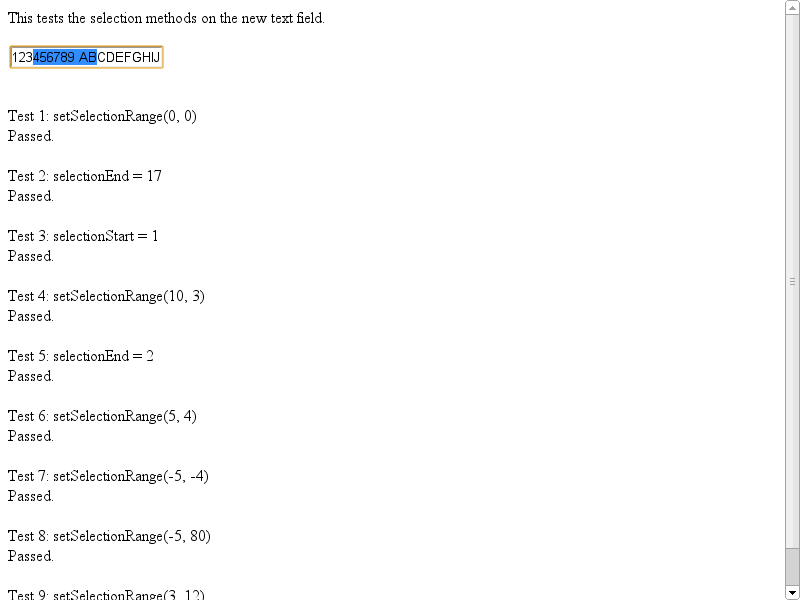 This tests the selection methods on the new text field.
123456789 ABCDEFGHIJ
Test 1: setSelectionRange(0, 0)
Passed.
Test 2: selectionEnd = 17
Passed.
Test 3: selectionStart = 1
Passed.
Test 4: setSelectionRange(10, 3)
Passed.
Test 5: selectionEnd = 2
Passed.
Test 6: setSelectionRange(5, 4)
Passed.
Test 7: setSelectionRange(-5, -4)
Passed.
Test 8: setSelectionRange(-5, 80)
Passed.
Test 9: setSelectionRange(3, 12)